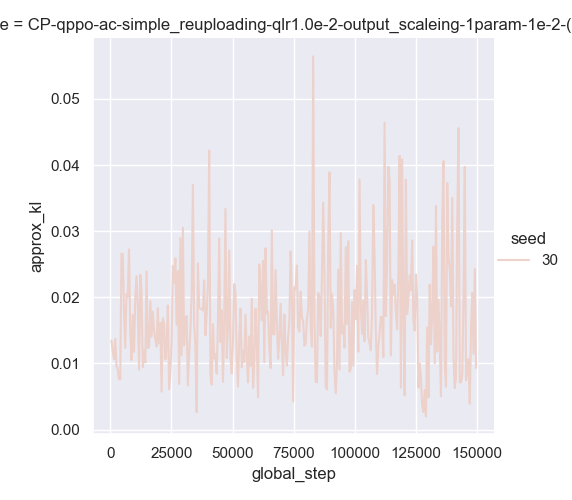 e = CP-qppo-ac-simple_reuploading-qlr1.0e-2-output_scaleing-1param-1e-2-(
0.05
0.04
0.03
0.02
0.01
0.00
approx_kl
0 25000 50000 75000 100000 125000 150000
global_step
seed
30